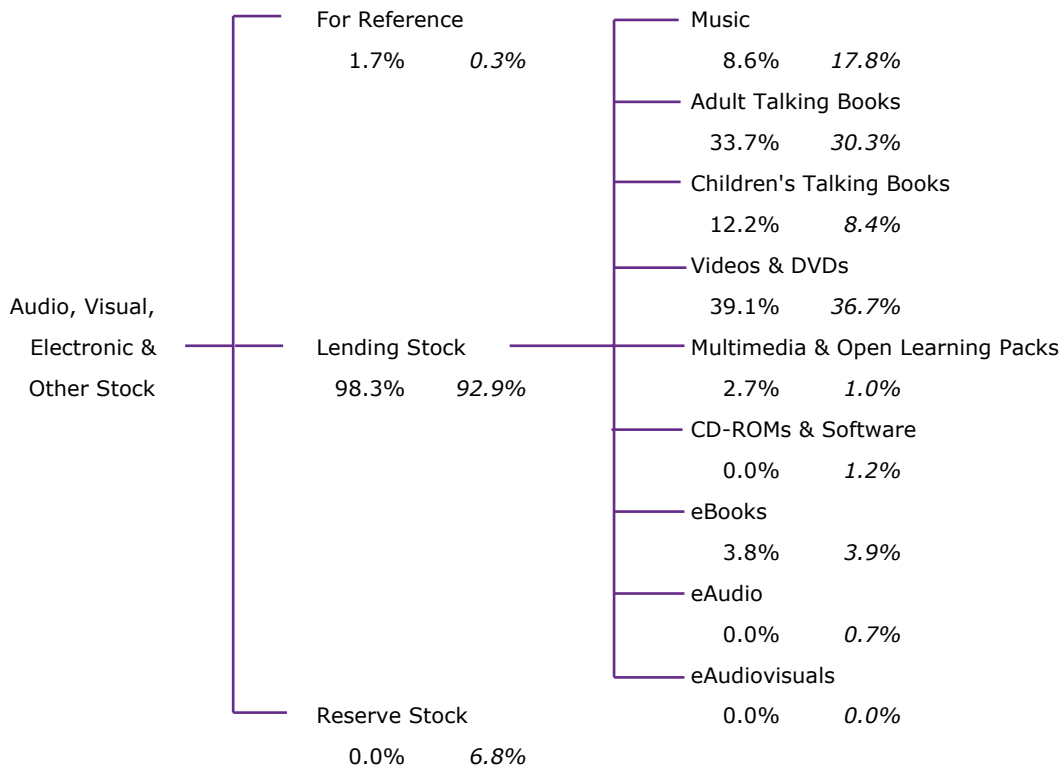 Audio, Visual,
Electronic &
Other Stock
For Reference
1.7% 0.3%
Lending Stock
98.3% 92.9%
Reserve Stock
0.0% 6.8%
Music
8.6% 17.8%
Adult Talking Books
33.7% 30.3%
Children's Talking Books
12.2% 8.4%
Videos & DVDs
39.1% 36.7%
Multimedia & Open Learning Packs
2.7% 1.0%
CD-ROMs & Software
0.0% 1.2%
eBooks
3.8% 3.9%
eAudio
0.0% 0.7%
eAudiovisuals
0.0% 0.0%